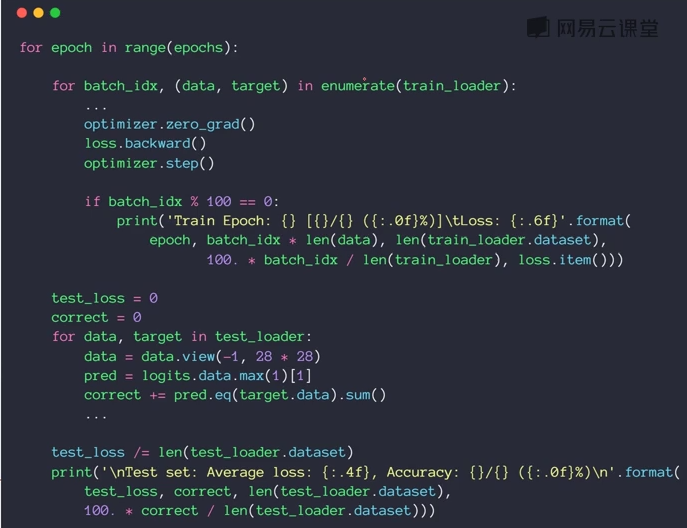 网易云课堂
for epoch in range(epochs):
    for batch_idx, (data, target) in enumerate(train_loader):
        ...
        optimizer.zero_grad()
        loss.backward()
        optimizer.step()
        if batch_idx % 100 == 0:
            print('Train Epoch: {} [{}/{} ({:.0f}%)]\tLoss: {:.6f}'.format(
                epoch, batch_idx * len(data), len(train_loader.dataset),
                       100. * batch_idx / len(train_loader), loss.item()))
    test_loss = 0
    correct = 0
    for data, target in test_loader:
        data = data.view(-1, 28 * 28)
        pred = logits.data.max(1)[1]
        correct += pred.eq(target.data).sum()
        ...
    test_loss /= len(test_loader.dataset)
    print('\nTest set: Average loss: {:.4f}, Accuracy: {}/{} ({:.0f}%)\n'.format(
        test_loss, correct, len(test_loader.dataset),
        100. * correct / len(test_loader.dataset)))